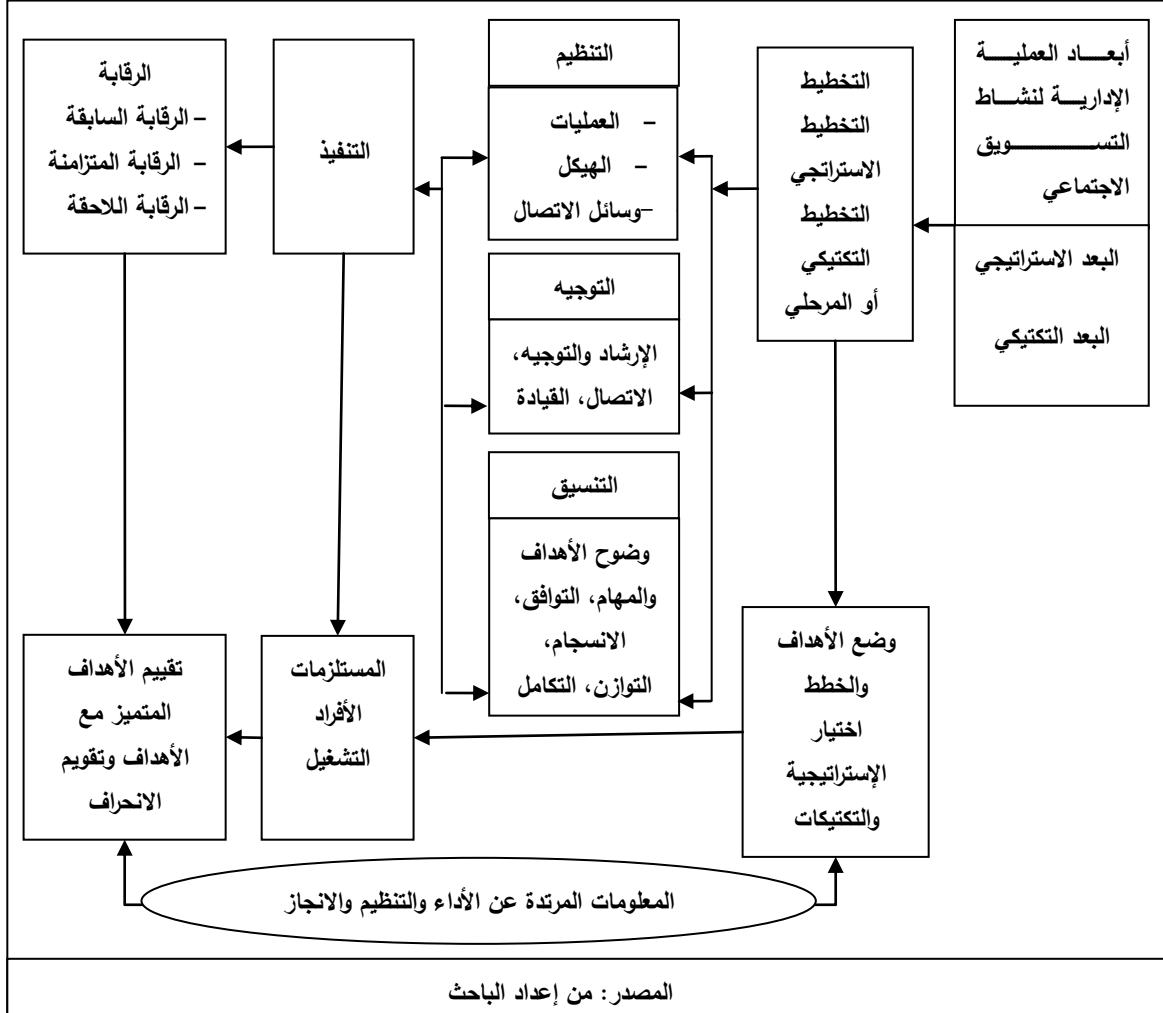 أبعاد العملية
الإدارية لنشاط
التسويق
الاجتماعي
البعد الاستراتيجي
البعد التكتيكي
التخطيط
التخطيط
الاستراتجي
التخطيط
التكتيكي
أو المرحلي
التنظيم
- العمليات
- الهيكل
-وسائل الاتصال
التوجيه
الإرشاد والتوجيه،
الاتصال، القيادة
التنسيق
وضوح الأهداف
والمهام، التوافق،
الانسجام،
التوازن، التكامل
التنفيذ
الرقابة
- الرقابة السابقة
- الرقابة المتزامنة
- الرقابة اللاحقة
وضع الأهداف
والخطط
اختيار
الإستراتيجية
والتكتيكات
المستلزمات
الأفراد
التشغيل
تقييم الأهداف
المتميز مع
الأهداف وتقويم
الانحراف
المعلومات المرتدة عن الأداء والتنظيم والانجاز
المصدر: من إعداد الباحث